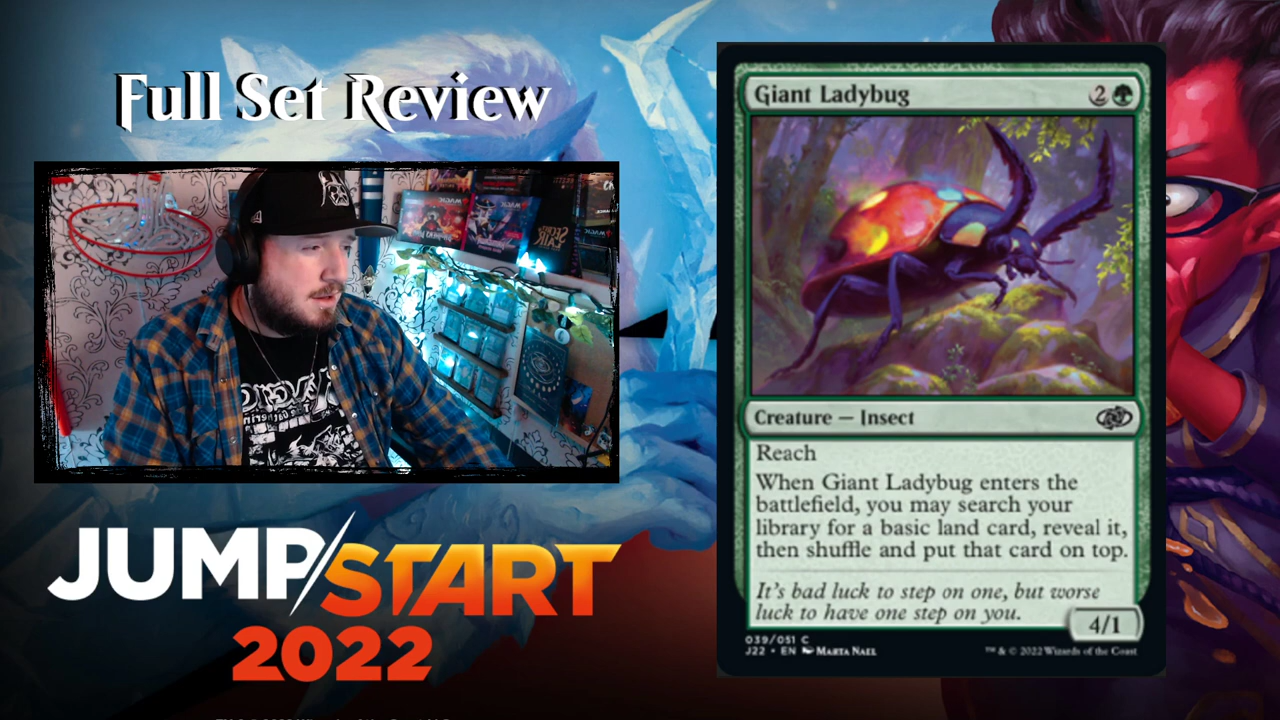 Full Set Review
JUMP/START
2022
Giant Ladybug 2
Creature — Insect
Reach
When Giant Ladybug enters the
battlefield, you may search your
library for a basic land card, reveal it,
then shuffle and put that card on top.
It's bad luck to step on one, but worse
luck to have one step on you.
4/1
039/051 C
J22 • EN MARTA NAEL
™ & © 2022 Wizards of the Coast